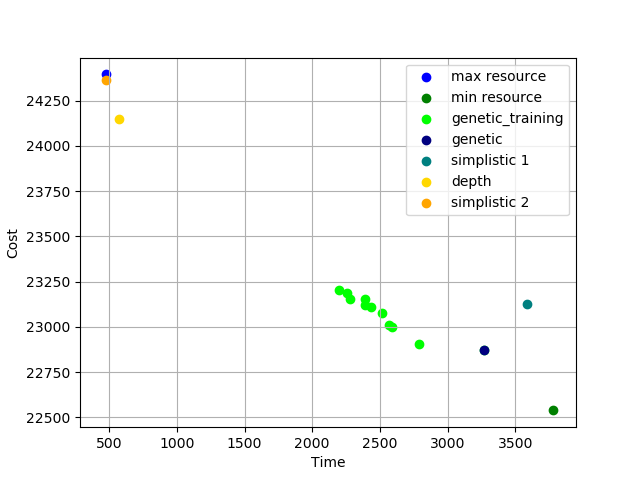 max resource
min resource
genetic_training
genetic
simplistic 1
depth
simplistic 2
24250
24000
23750
23500
23250
23000
22750
22500
Cost
500 1000 1500 2000 2500 3000 3500
Time